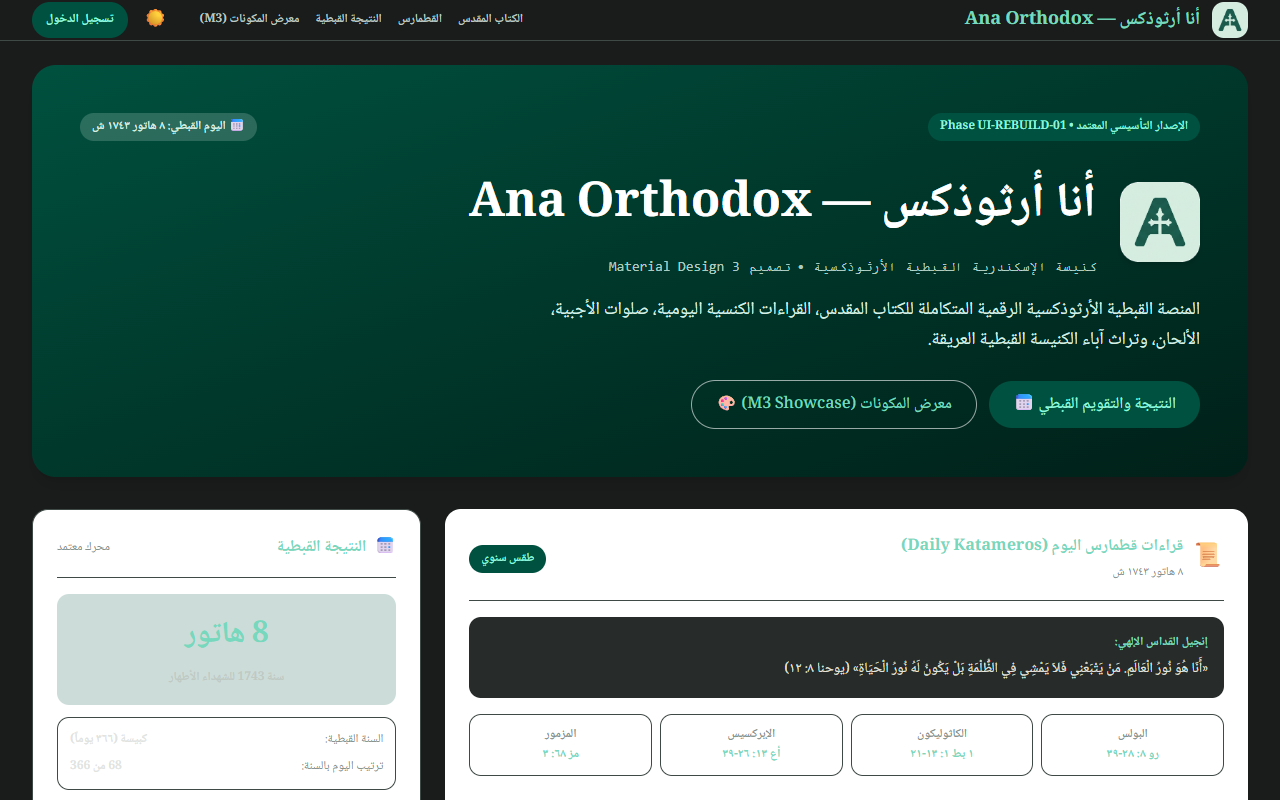 أنا أرثوذكس — Ana Orthodox
الكتاب المقدس
القطمارس
النتيجة القبطية
معرض المكونات (M3)
تسجيل الدخول
الإصدار التأسيسي المعتمد • Phase UI-REBUILD-01
اليوم القبطي: ٨ هاتور ١٧٤٣ ش
أنا أرثوذكس — Ana Orthodox
كنيسة الإسكندرية القبطية الأرثوذكسية • تصميم Material Design 3
المنصة القبطية الأرثوذكسية الرقمية المتكاملة للكتاب المقدس، القراءات الكنسية اليومية، صلوات الأجبية،
الألحان، وتراث آباء الكنيسة القبطية العريقة.
النتيجة والتقويم القبطي
معرض المكونات (M3 Showcase)
قراءات قطمارس اليوم (Daily Katameros)
٨ هاتور ١٧٤٣ ش
طقس سنوي
إنجيل القداس الإلهي:
«أَنَا هُوَ نُورُ الْعَالَمِ. مَنْ يَتْبَعْنِي فَلاَ يَمْشِي فِي الظُّلْمَةِ بَلْ يَكُونُ لَهُ نُورُ الْحَيَاةِ» (يوحنا ٨: ١٢)
البولس
رو ٨: ٢٨-٣٩
الكاثوليكون
١ بط ١: ١٣-٢١
الإبركسيس
أع ١٣: ٢٦-٣٩
المزمور
مز ٦٨: ٣
النتيجة القبطية
محرك معتمد
8 هاتور
سنة 1743 للشهداء الأطهار
السنة القبطية:
كبيسة (٣٦٦ يوماً)
ترتيب اليوم بالسنة:
68 من 366